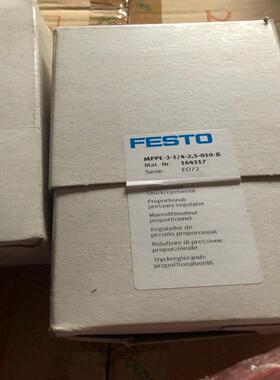 FESTO
MPPE-3-1/4-2,5-010-B
Mat.-Nr.: 164317
Serie: E072
Druckregelventil
Proportional-
pressure regulator
Manodétendeur
proportionnel
Regulador de
presión proporcional
Riduttore di pressione
proporzionale
Tryckreglerande
proportionalventil